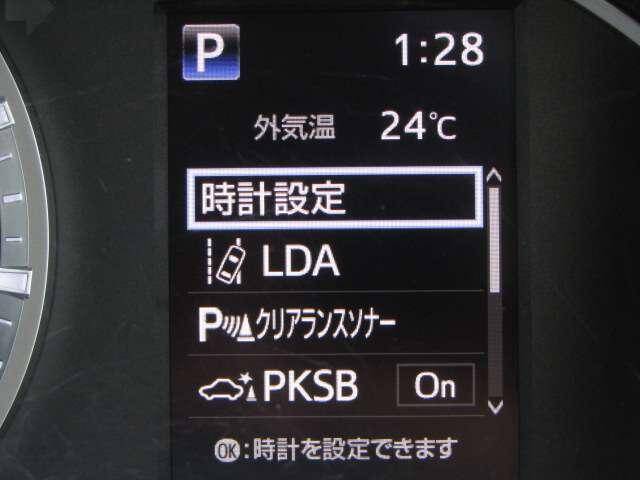 P 1:28
外気温 24℃
時計設定
LDA
Pクリアランスソナー
PKSB On
OK:時計を設定できます